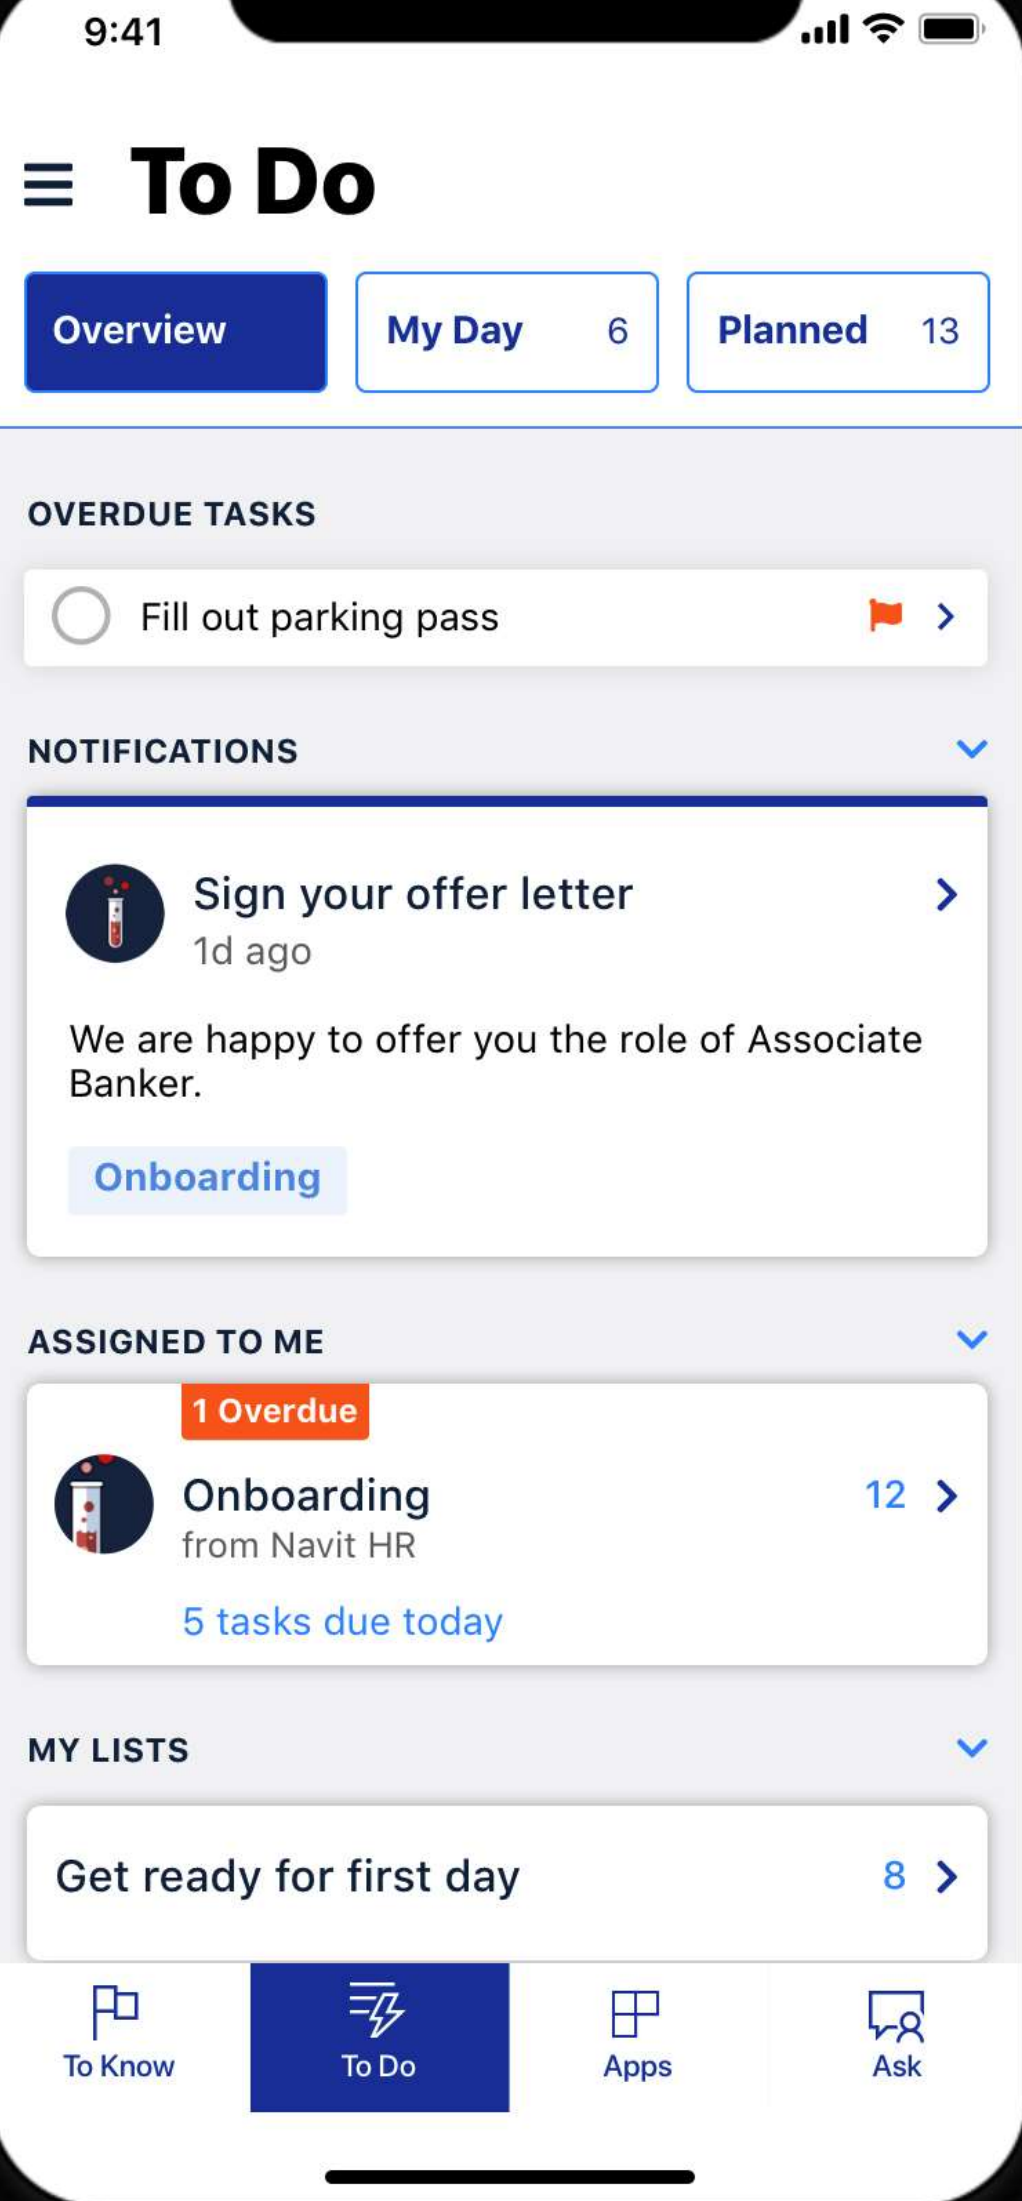 9:41
To Do
Overview
My Day 6
Planned 13
OVERDUE TASKS
Fill out parking pass
NOTIFICATIONS
Sign your offer letter
1d ago
We are happy to offer you the role of Associate
Banker.
Onboarding
ASSIGNED TO ME
1 Overdue
Onboarding 12
from Navit HR
5 tasks due today
MY LISTS
Get ready for first day 8
To Know
To Do
Apps
Ask